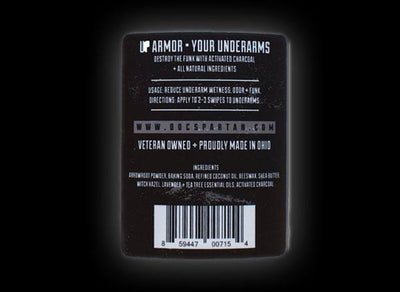 UP ARMOR • YOUR UNDERARMS
DESTROY THE FUNK WITH ACTIVATED CHARCOAL
+ ALL NATURAL INGREDIENTS
USAGE: REDUCE UNDERARM WETNESS, ODOR + FUNK
DIRECTIONS: APPLY TO 2-3 SWIPES TO UNDERARMS
WWW.DOCSPARTAN.COM
VETERAN OWNED + PROUDLY MADE IN OHIO
INGREDIENTS
ARROWROOT POWDER, BAKING SODA, REFINED COCONUT OIL, BEESWAX, SHEA BUTTER,
WITCH HAZEL, LAVENDER + TEA TREE ESSENTIAL OILS, ACTIVATED CHARCOAL
8 59447 00715 4